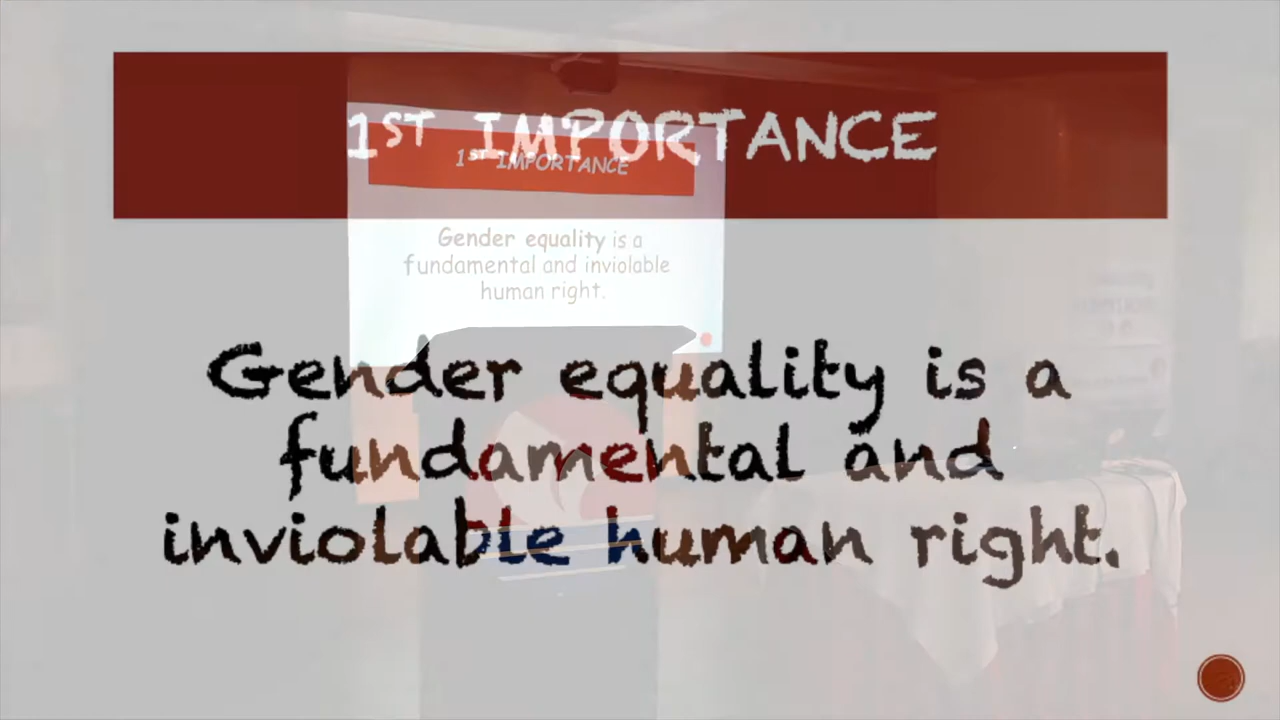 1ST IMPORTANCE
1ST IMPORTANCE
Gender equality is a
fundamental and inviolable
human right.
Gender equality is a
fundamental and
inviolable human right.